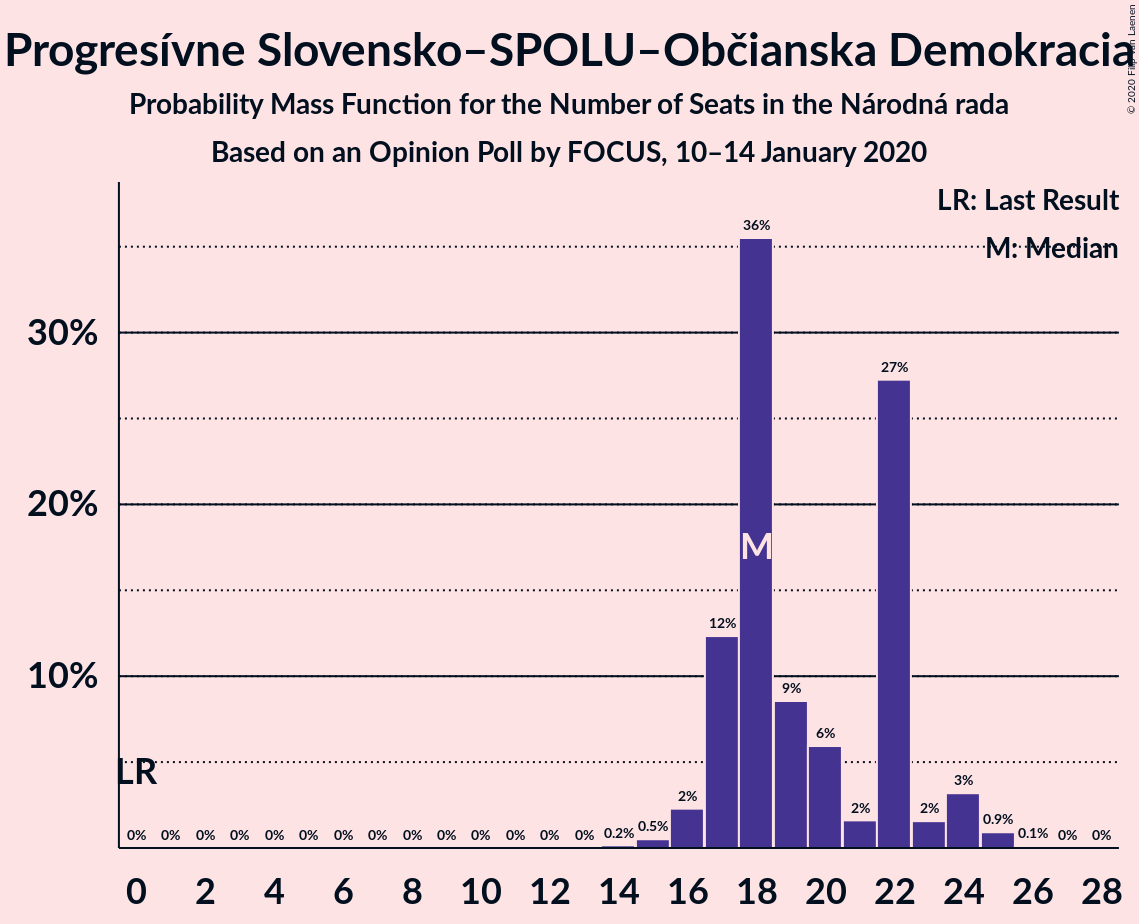 Progresívne Slovensko–SPOLU–Občianska Demokracia
Probability Mass Function for the Number of Seats in the Národná rada
Based on an Opinion Poll by FOCUS, 10–14 January 2020
© 2020 Filip van Laenen
LR: Last Result
M: Median
36%
30%
27%
20%
M
12%
10%
9%
6%
LR
3%
2%
2%
2%
0.9%
0.5%
0% 0% 0% 0% 0% 0% 0% 0% 0% 0% 0% 0% 0% 0% 0.2% 0.1% 0% 0%
0 2 4 6 8 10 12 14 16 18 20 22 24 26 28